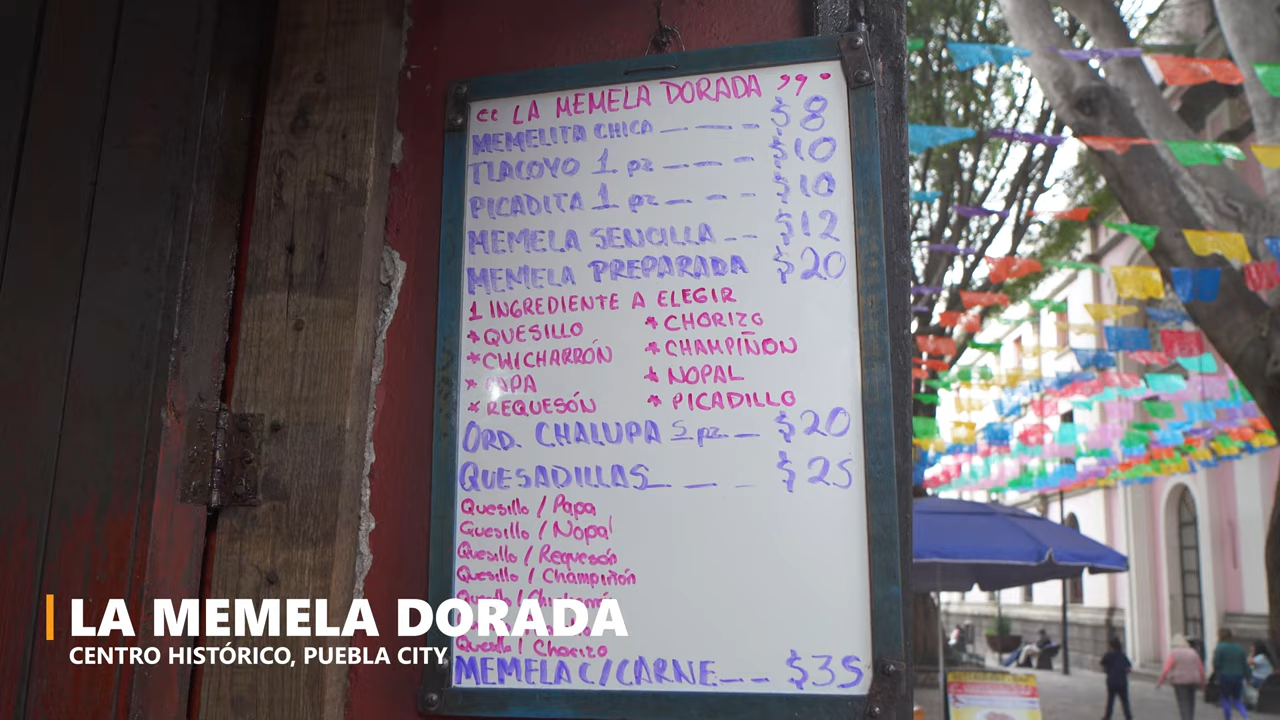 “ LA MEMELA DORADA ”.
MEMELITA CHICA --- $8
TLACOYO 1 pz --- $10
PICADITA 1 pz --- $10
MEMELA SENCILLA -- $12
MEMELA PREPARADA $20
1 INGREDIENTE A ELEGIR
*QUESILLO *CHORIZO
*CHICHARRÓN *CHAMPIÑON
* PAPA * NOPAL
* REQUESÓN * PICADILLO
ORD. CHALUPA 5 pz -- $20
QUESADILLAS --- $25
Quesillo / Papa
Quesillo / Nopal
Quesillo / Requesón
Quesillo / Champiñón
Quesillo / Chorizo
MEMELA C/CARNE -- $35
LA MEMELA DORADA
CENTRO HISTÓRICO, PUEBLA CITY